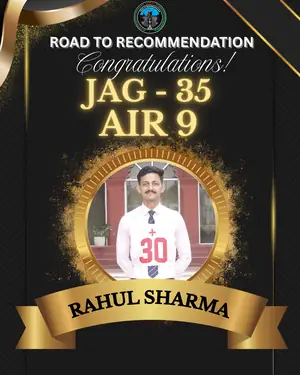 ROAD TO RECOMMENDATION
Congratulations!
JAG - 35
AIR 9
+
30
RAHUL SHARMA